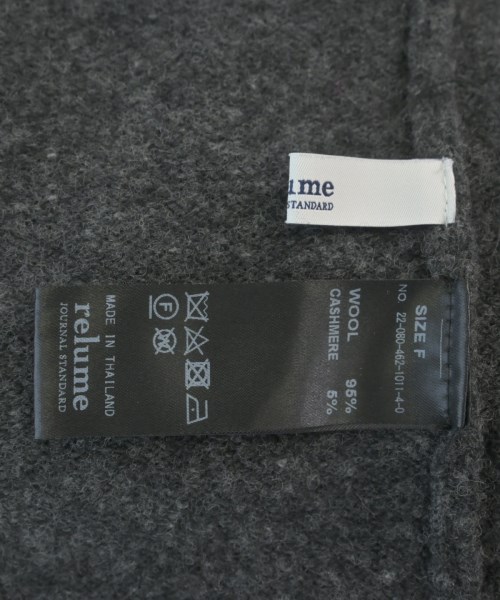 ume
STANDARD
SIZE F
NO. 22-080-462-1011-4-0
WOOL 95%
CASHMERE 5%
F W
MADE IN THAILAND
relume
JOURNAL STANDARD